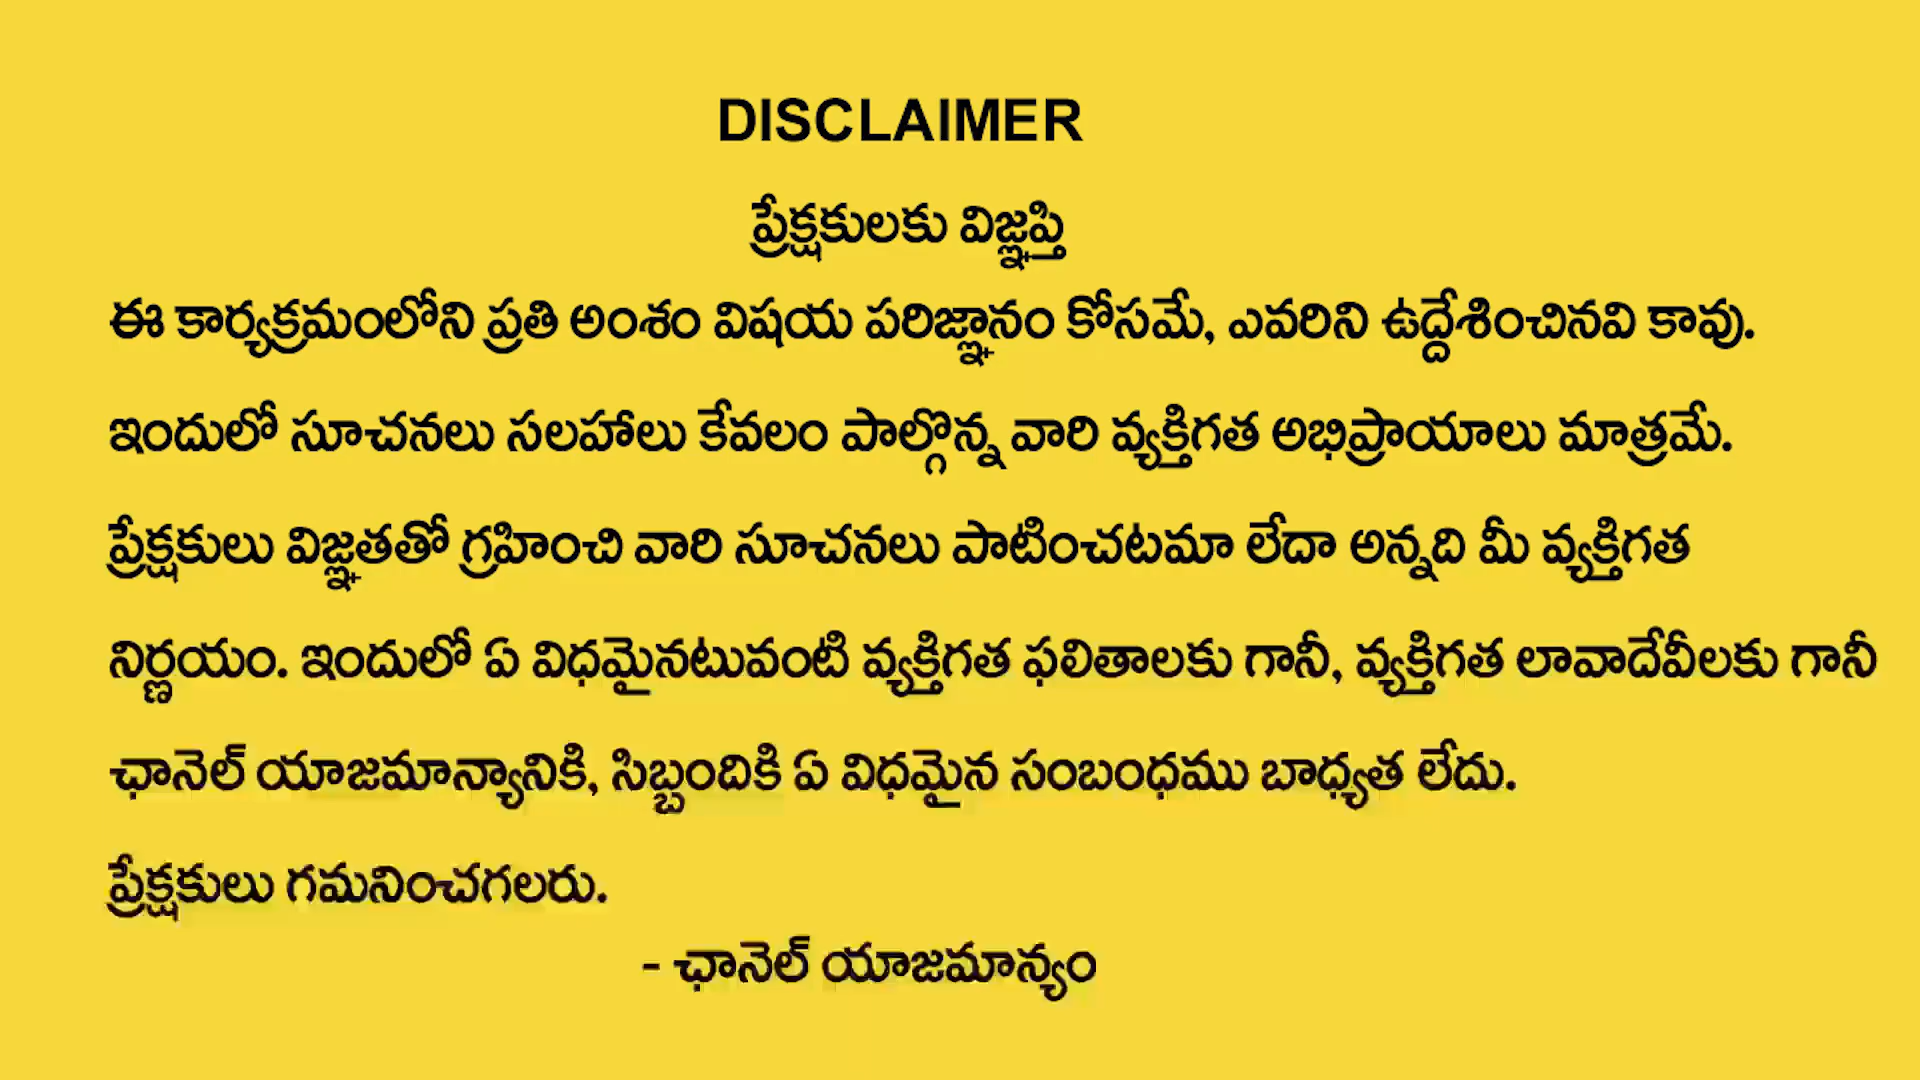 DISCLAIMER
ప్రేక్షకులకు విజ్ఞప్తి
ఈ కార్యక్రమంలోని ప్రతి అంశం విషయ పరిజ్ఞానం కోసమే, ఎవరిని ఉద్దేశించినవి కావు.
ఇందులో సూచనలు సలహాలు కేవలం పాల్గొన్న వారి వ్యక్తిగత అభిప్రాయాలు మాత్రమే.
ప్రేక్షకులు విజ్ఞతతో గ్రహించి వారి సూచనలు పాటించటమా లేదా అన్నది మీ వ్యక్తిగత
నిర్ణయం. ఇందులో ఏ విధమైనటువంటి వ్యక్తిగత ఫలితాలకు గానీ, వ్యక్తిగత లావాదేవీలకు గానీ
ఛానెల్ యాజమాన్యానికి, సిబ్బందికి ఏ విధమైన సంబంధము బాధ్యత లేదు.
ప్రేక్షకులు గమనించగలరు.
- ఛానెల్ యాజమాన్యం